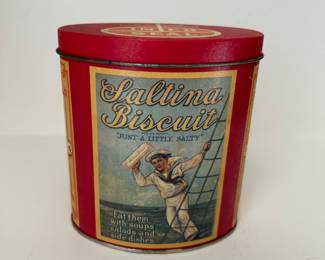 Saltina
Biscuit
"JUST A LITTLE SALTY"
Eat them
with soups
salads and
side dishes